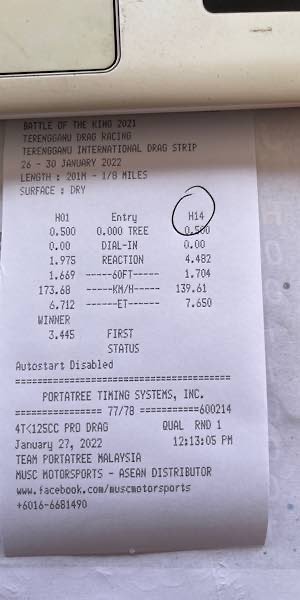 BATTLE OF THE KING 2021
TERENGGANU DRAG RACING
TERENGGANU INTERNATIONAL DRAG STRIP
26 - 30 JANUARY 2022
LENGTH : 201M - 1/8 MILES
SURFACE : DRY
H01 Entry H14
0.500 0.000 TREE 0.500
0.00 DIAL-IN 0.00
1.975 REACTION 4.482
1.669 -----60FT----- 1.704
173.68 -----KM/H----- 139.61
6.712 ------ET------ 7.650
WINNER
3.445 FIRST
STATUS
Autostart Disabled
========================================
PORTATREE TIMING SYSTEMS, INC.
================ 77/78 ===========600214
4T<125CC PRO DRAG QUAL RND 1
January 27, 2022 12:13:05 PM
TEAM PORTATREE MALAYSIA
MUSC MOTORSPORTS - ASEAN DISTRIBUTOR
www.facebook.com/muscmotorsports
+6016-6681490